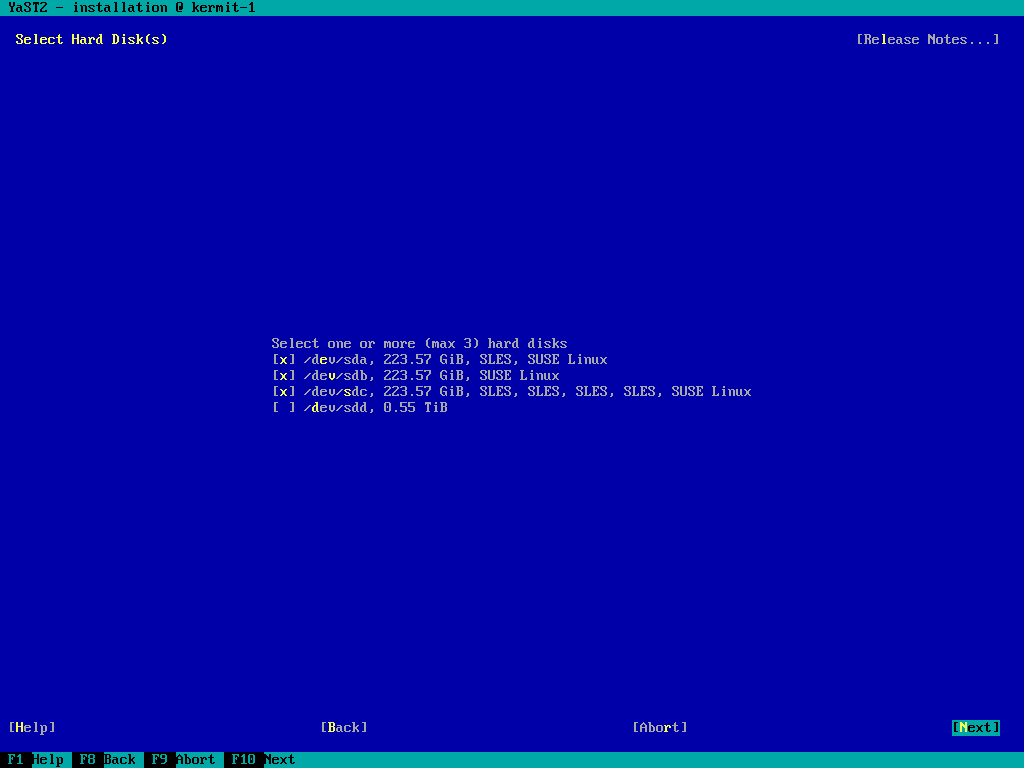 YaST2 - installation @ kermit-1
Select Hard Disk(s) [Release Notes...]
Select one or more (max 3) hard disks
[x] /dev/sda, 223.57 GiB, SLES, SUSE Linux
[x] /dev/sdb, 223.57 GiB, SUSE Linux
[x] /dev/sdc, 223.57 GiB, SLES, SLES, SLES, SLES, SUSE Linux
[ ] /dev/sdd, 0.55 TiB
[Help] [Back] [Abort] [Next]
F1 Help F8 Back F9 Abort F10 Next